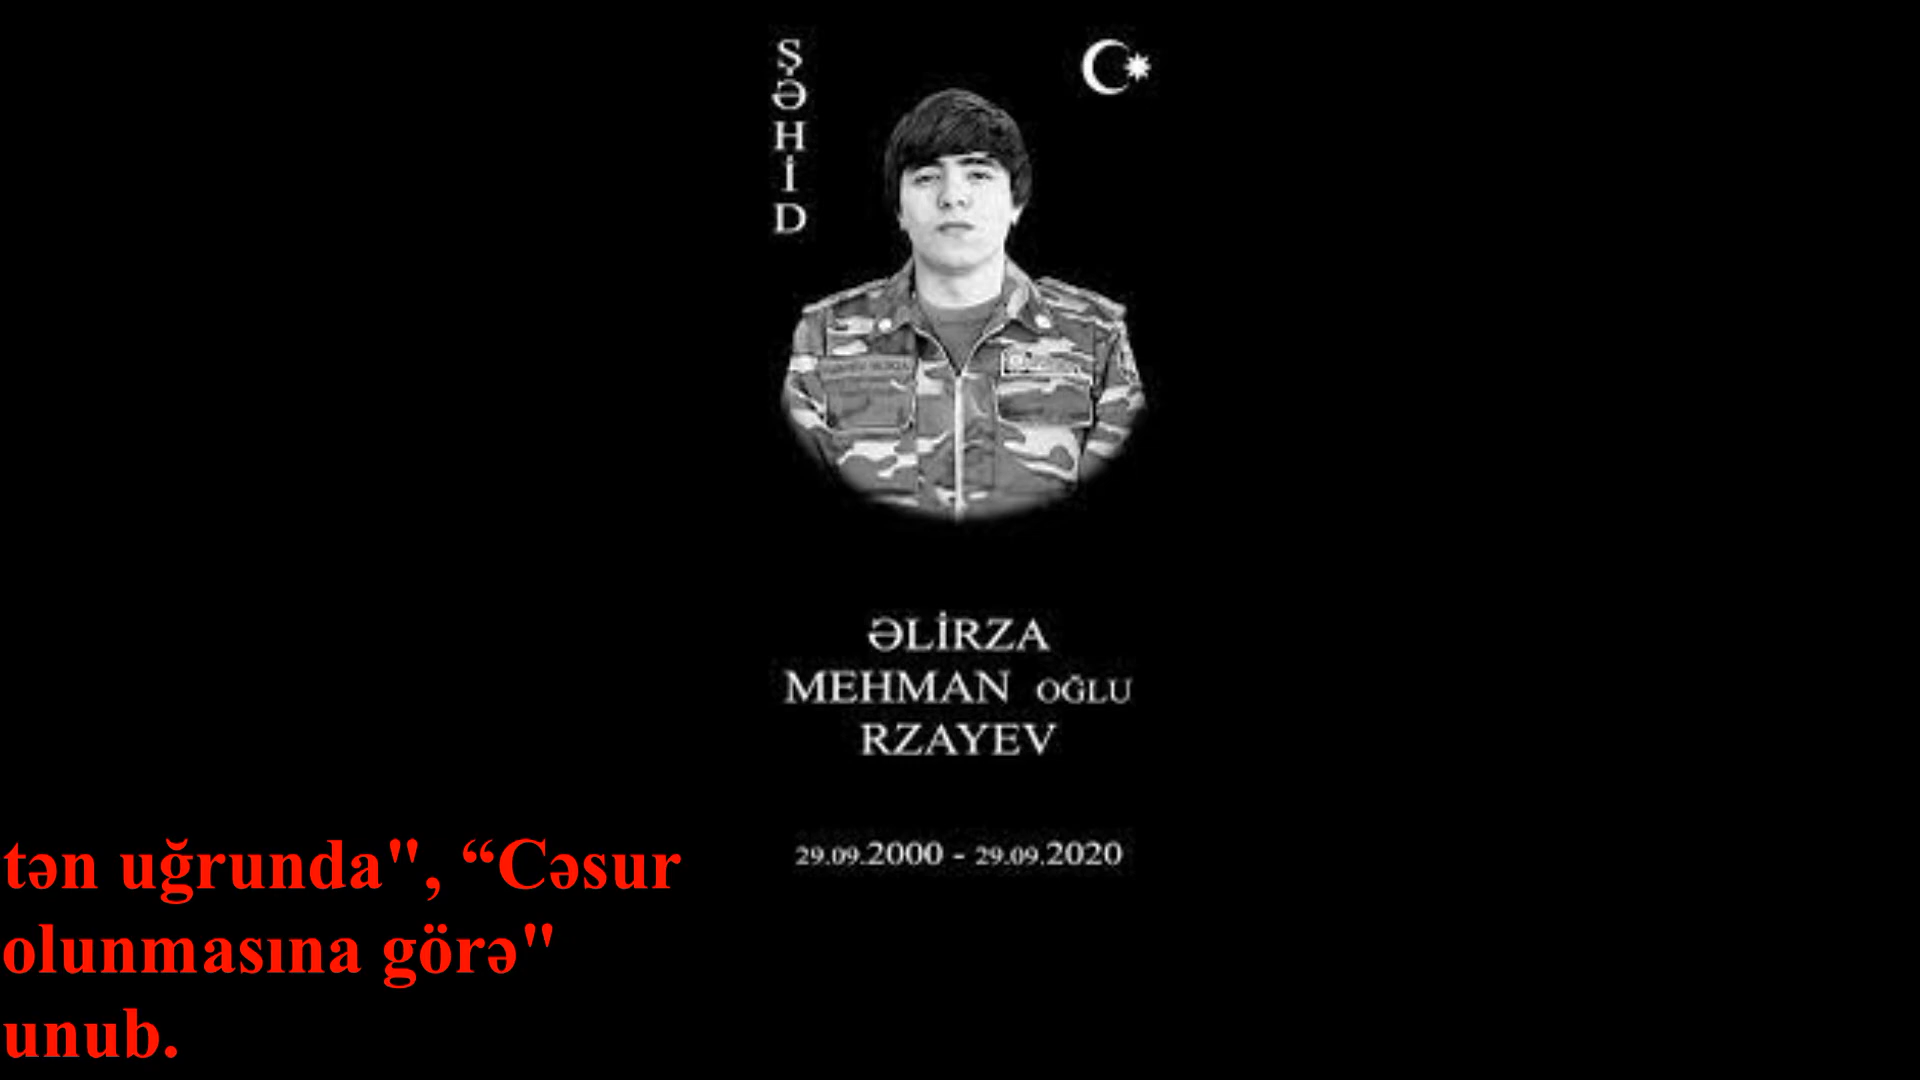 ŞƏHİD
ƏLİRZA
MEHMAN OĞLU
RZAYEV
29.09.2000 - 29.09.2020
tən uğrunda", “Cəsur
olunmasına görə"
unub.